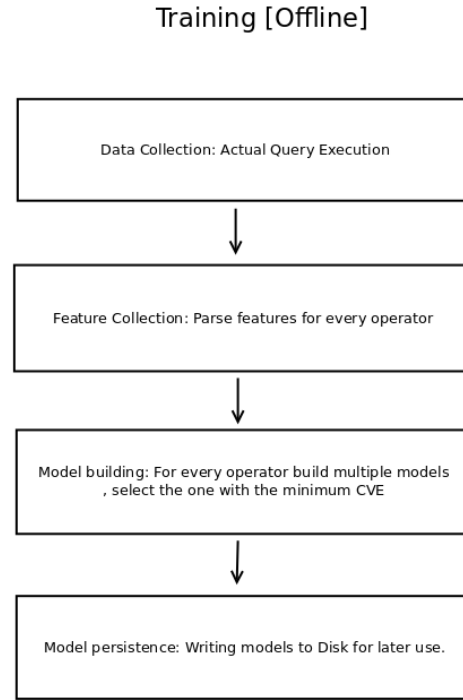 Training [Offline]
Data Collection: Actual Query Execution
Feature Collection: Parse features for every operator
Model building: For every operator build multiple models
, select the one with the minimum CVE
Model persistence: Writing models to Disk for later use.